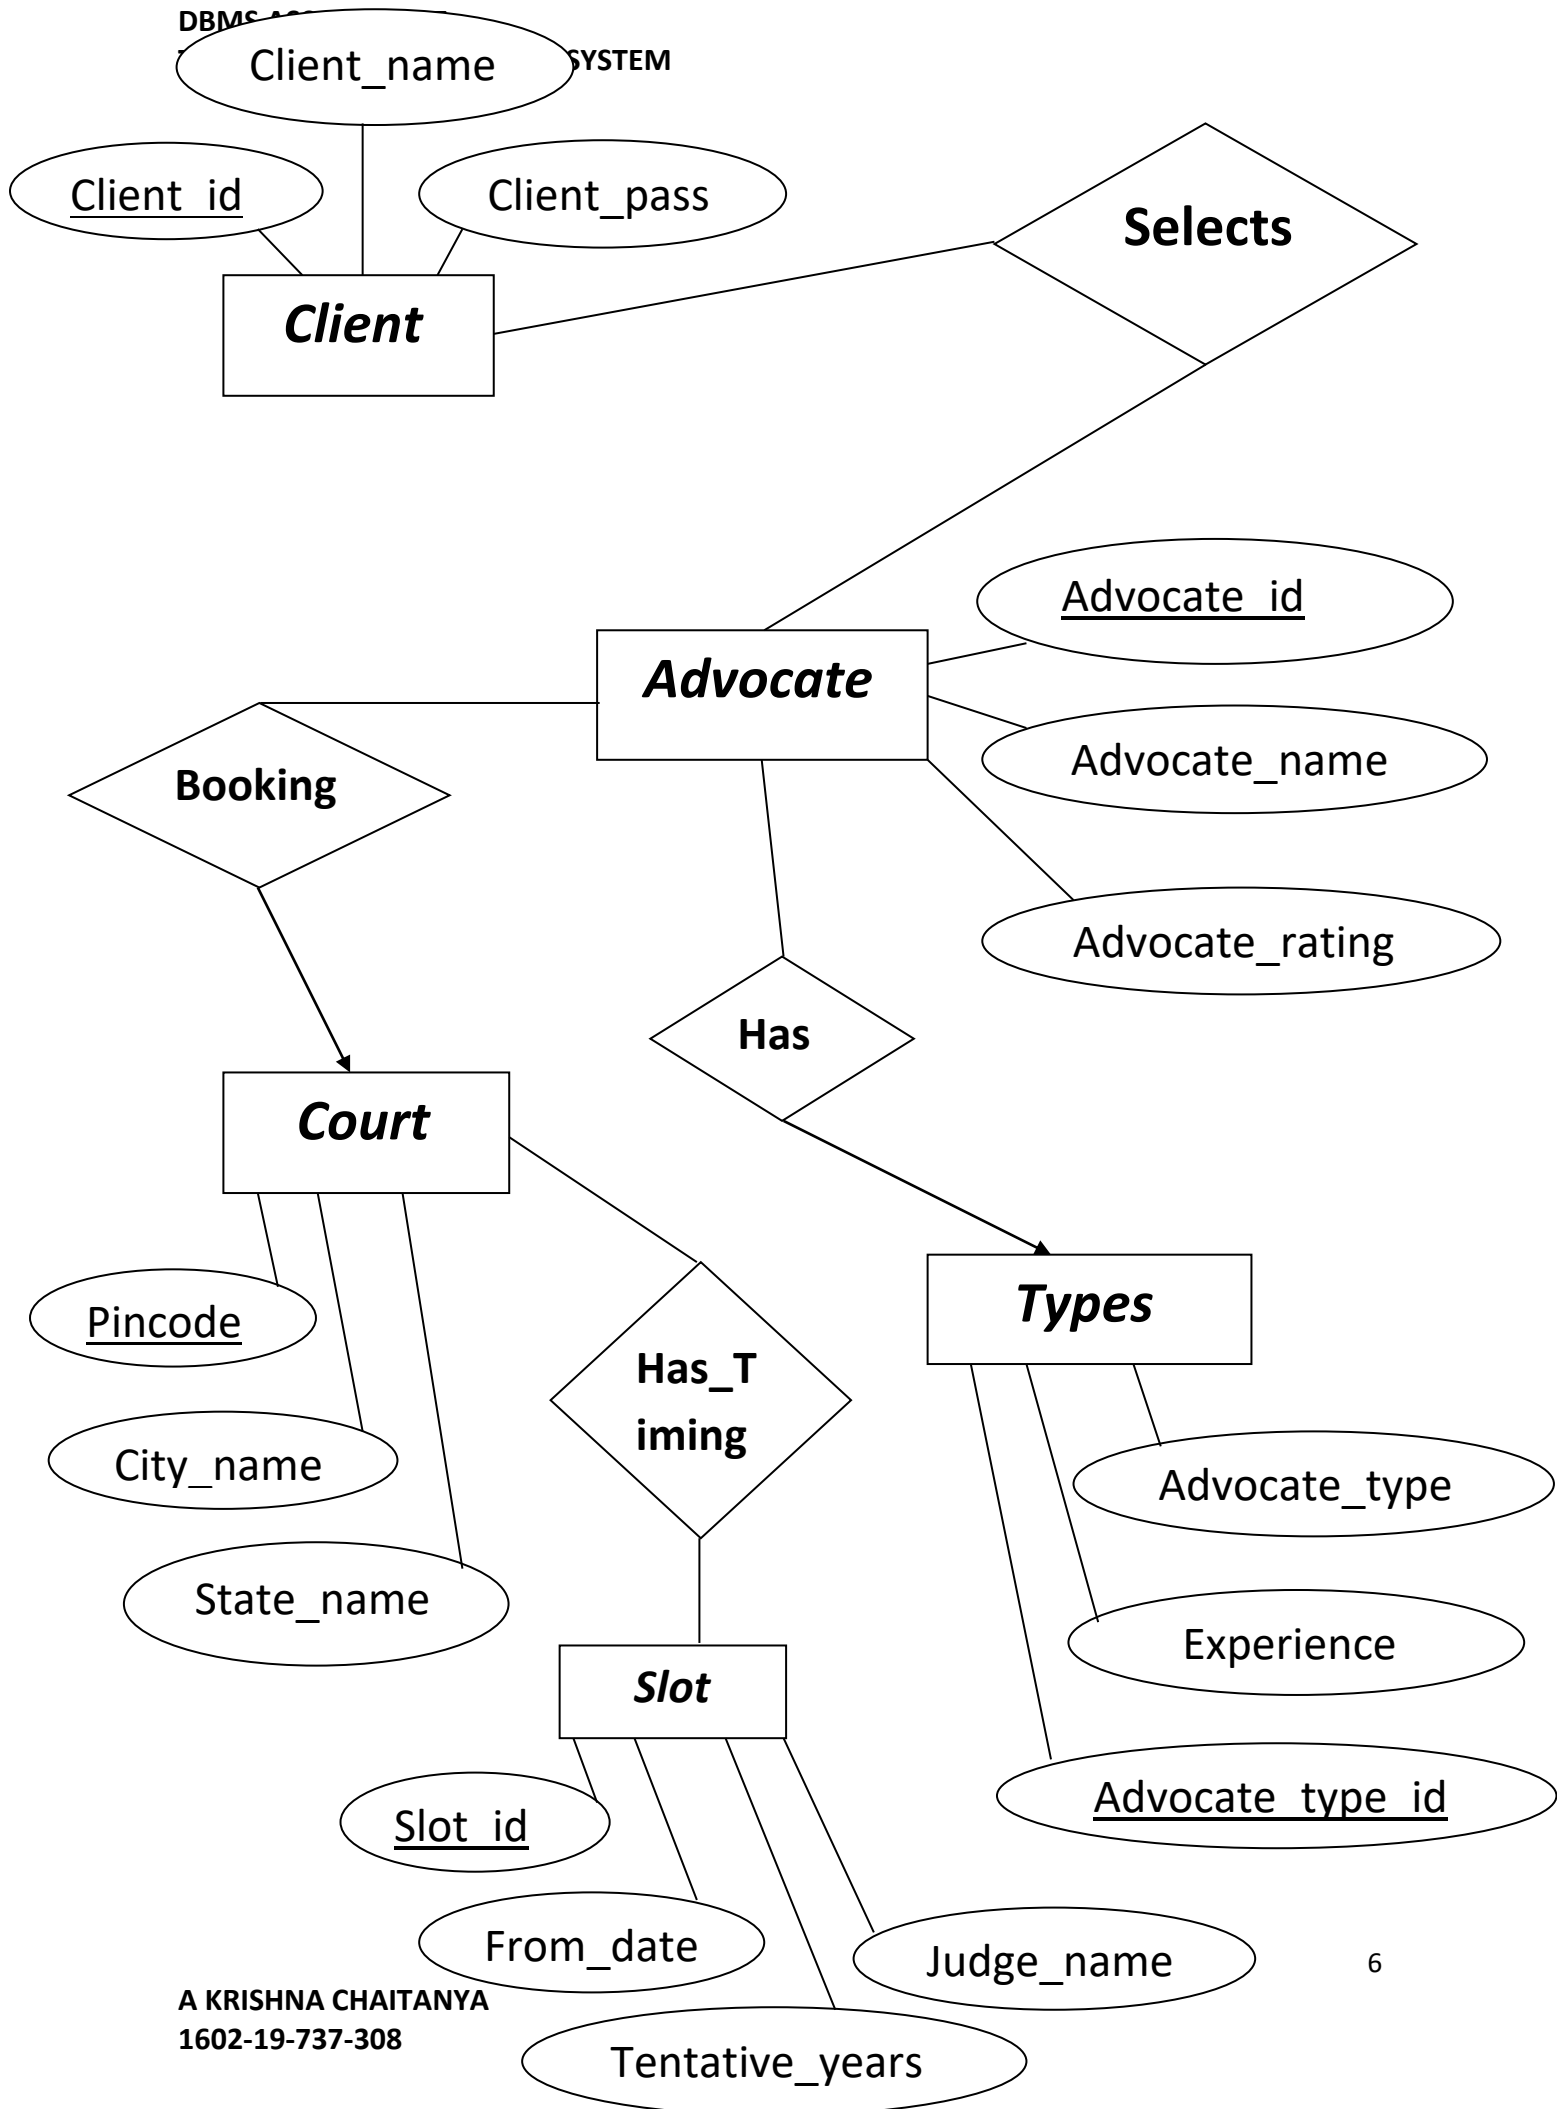 DBMS
SYSTEM
Client_name
Client_id
Client_pass
Client
Selects
Advocate_id
Advocate
Advocate_name
Booking
Advocate_rating
Has
Court
Types
Pincode
Has_T
iming
City_name
Advocate_type
State_name
Experience
Slot
Advocate_type_id
Slot_id
From_date
Judge_name
6
A KRISHNA CHAITANYA
1602-19-737-308
Tentative_years